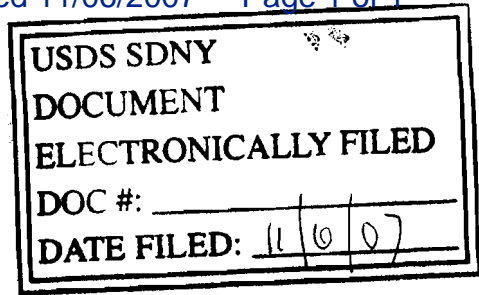 ed 11/06/2007 Page 1 of 1
USDS SDNY
DOCUMENT
ELECTRONICALLY FILED
DOC #:
DATE FILED: 11/6/07